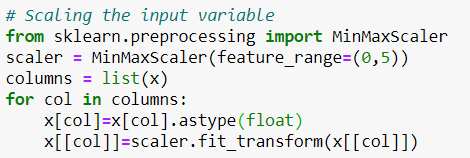 # Scaling the input variable
from sklearn.preprocessing import MinMaxScaler
scaler = MinMaxScaler(feature_range=(0,5))
columns = list(x)
for col in columns:
    x[col]=x[col].astype(float)
    x[[col]]=scaler.fit_transform(x[[col]])